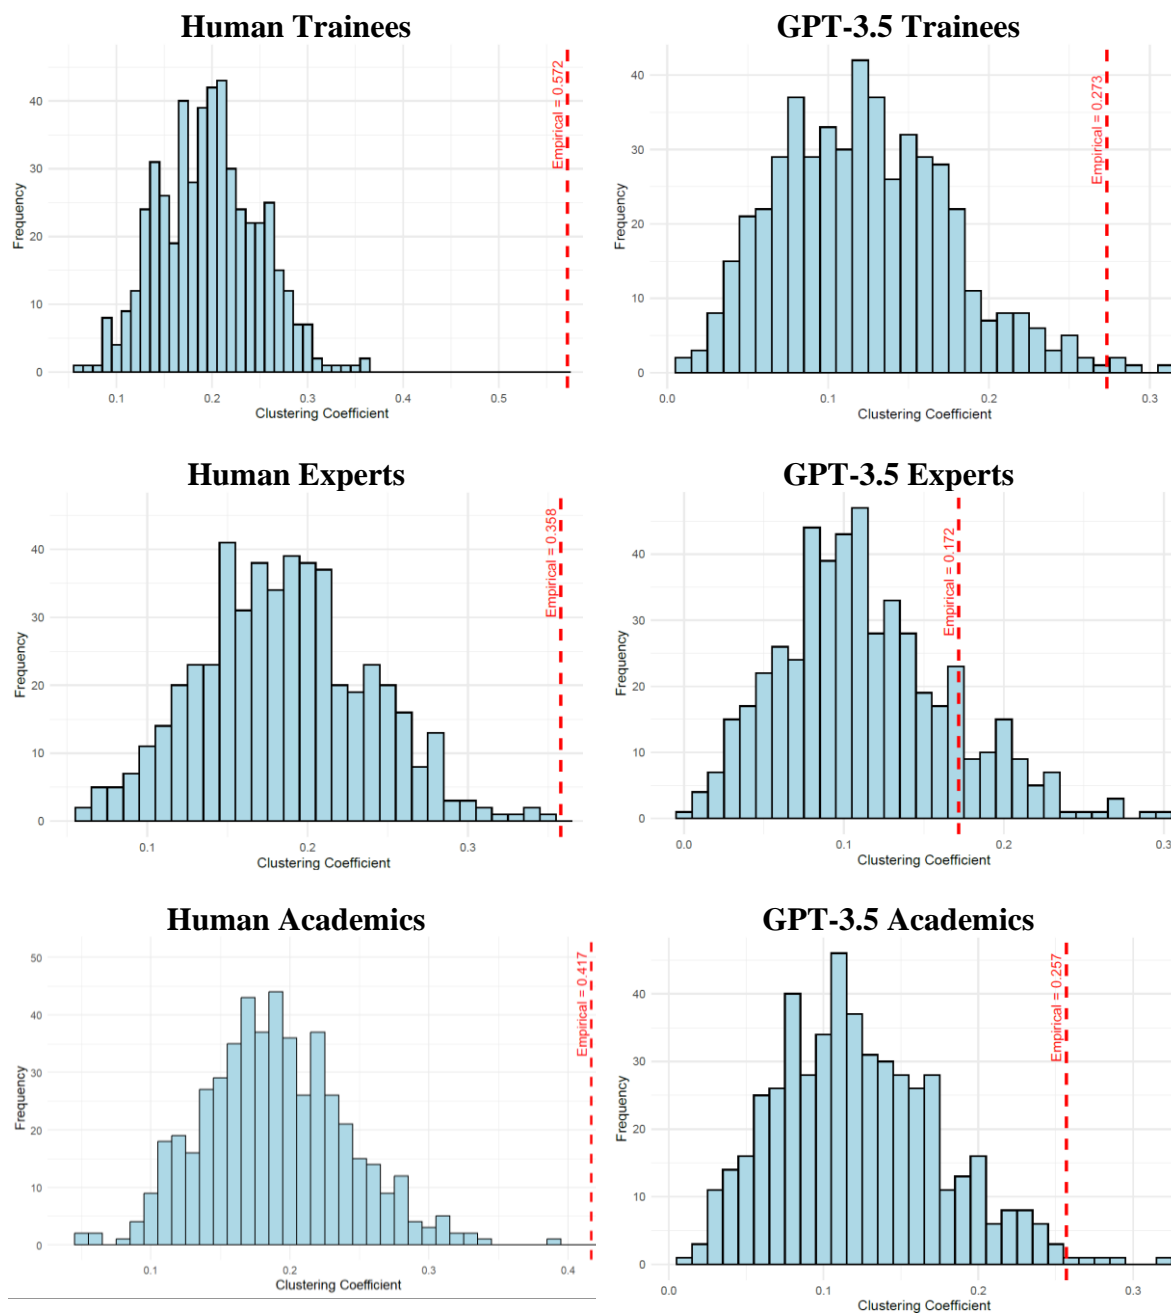 Human Trainees
40
30
20
10
0
Frequency
Empirical = 0.572
0.1 0.2 0.3 0.4 0.5
Clustering Coefficient
GPT-3.5 Trainees
40
30
20
10
0
Frequency
Empirical = 0.273
0.0 0.1 0.2 0.3
Clustering Coefficient
Human Experts
40
30
20
10
0
Frequency
Empirical = 0.358
0.1 0.2 0.3
Clustering Coefficient
GPT-3.5 Experts
40
30
20
10
0
Frequency
Empirical = 0.172
0.0 0.1 0.2 0.3
Clustering Coefficient
Human Academics
50
40
30
20
10
0
Frequency
Empirical = 0.417
0.1 0.2 0.3 0.4
Clustering Coefficient
GPT-3.5 Academics
40
30
20
10
0
Frequency
Empirical = 0.257
0.0 0.1 0.2 0.3
Clustering Coefficient